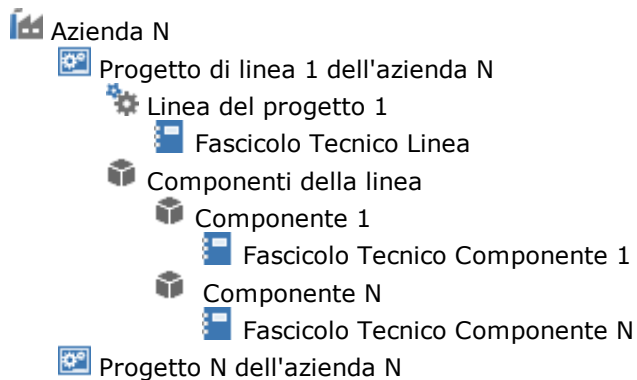 Azienda N
Progetto di linea 1 dell'azienda N
Linea del progetto 1
Fascicolo Tecnico Linea
Componenti della linea
Componente 1
Fascicolo Tecnico Componente 1
Componente N
Fascicolo Tecnico Componente N
Progetto N dell'azienda N